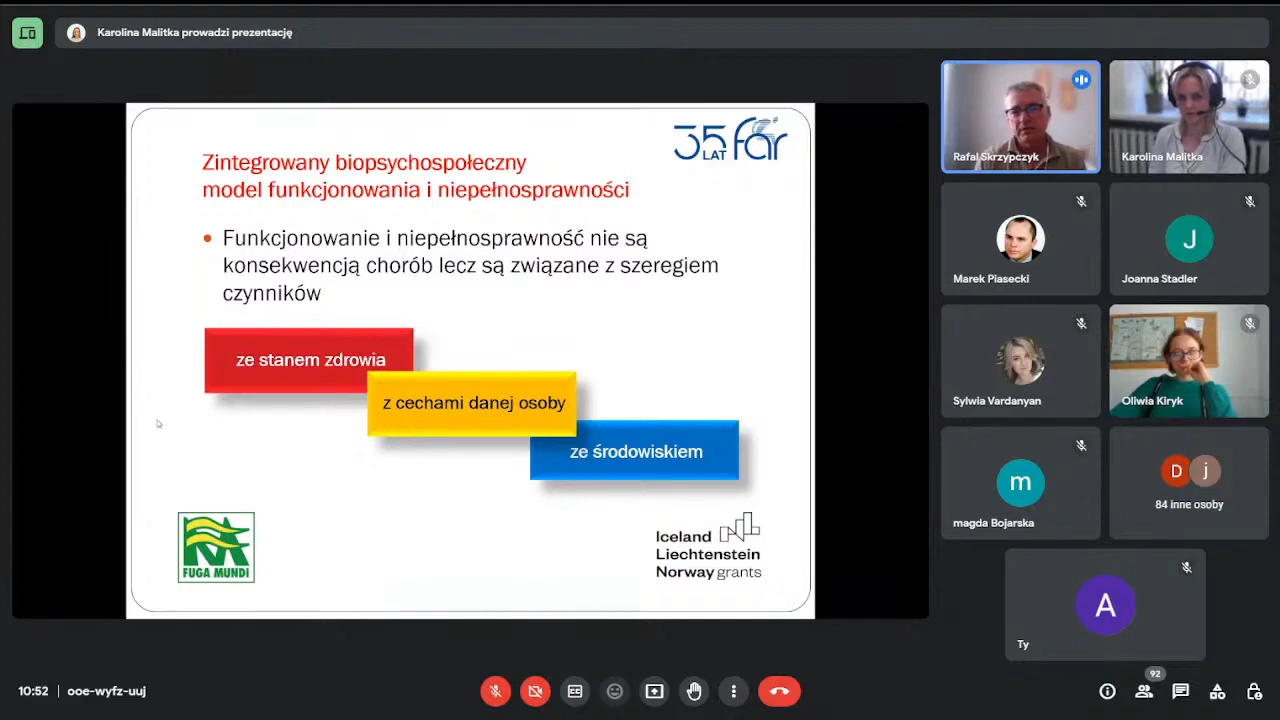 Karolina Malitka prowadzi prezentację
35 LAT far
Zintegrowany biopsychospołeczny
model funkcjonowania i niepełnosprawności
Funkcjonowanie i niepełnosprawność nie są
konsekwencją chorób lecz są związane z szeregiem
czynników
ze stanem zdrowia
z cechami danej osoby
ze środowiskiem
FUGA MUNDI
Iceland
Liechtenstein
Norway grants
Rafał Skrzypczyk
Karolina Malitka
Marek Piasecki
J
Joanna Stadler
Sylwia Vardanyan
Oliwia Kiryk
m
magda Bojarska
D j
84 inne osoby
A
Ty
10:52 | ooe-wyfz-uuj
92